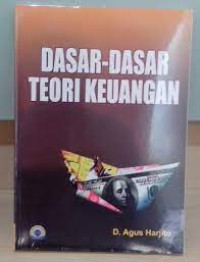 DASAR-DASAR
TEORI KEUANGAN
D. Agus Harjito